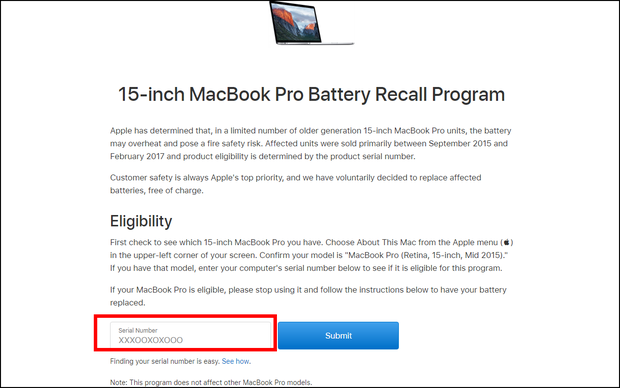 15-inch MacBook Pro Battery Recall Program
Apple has determined that, in a limited number of older generation 15-inch MacBook Pro units, the battery
may overheat and pose a fire safety risk. Affected units were sold primarily between September 2015 and
February 2017 and product eligibility is determined by the product serial number.
Customer safety is always Apple's top priority, and we have voluntarily decided to replace affected
batteries, free of charge.
Eligibility
First check to see which 15-inch MacBook Pro you have. Choose About This Mac from the Apple menu ()
in the upper-left corner of your screen. Confirm your model is "MacBook Pro (Retina, 15-inch, Mid 2015)."
If you have that model, enter your computer's serial number below to see if it is eligible for this program.
If your MacBook Pro is eligible, please stop using it and follow the instructions below to have your battery
replaced.
Serial Number
XXXOOXOXOOO
Submit
Finding your serial number is easy. See how.
Note: This program does not affect other MacBook Pro models.